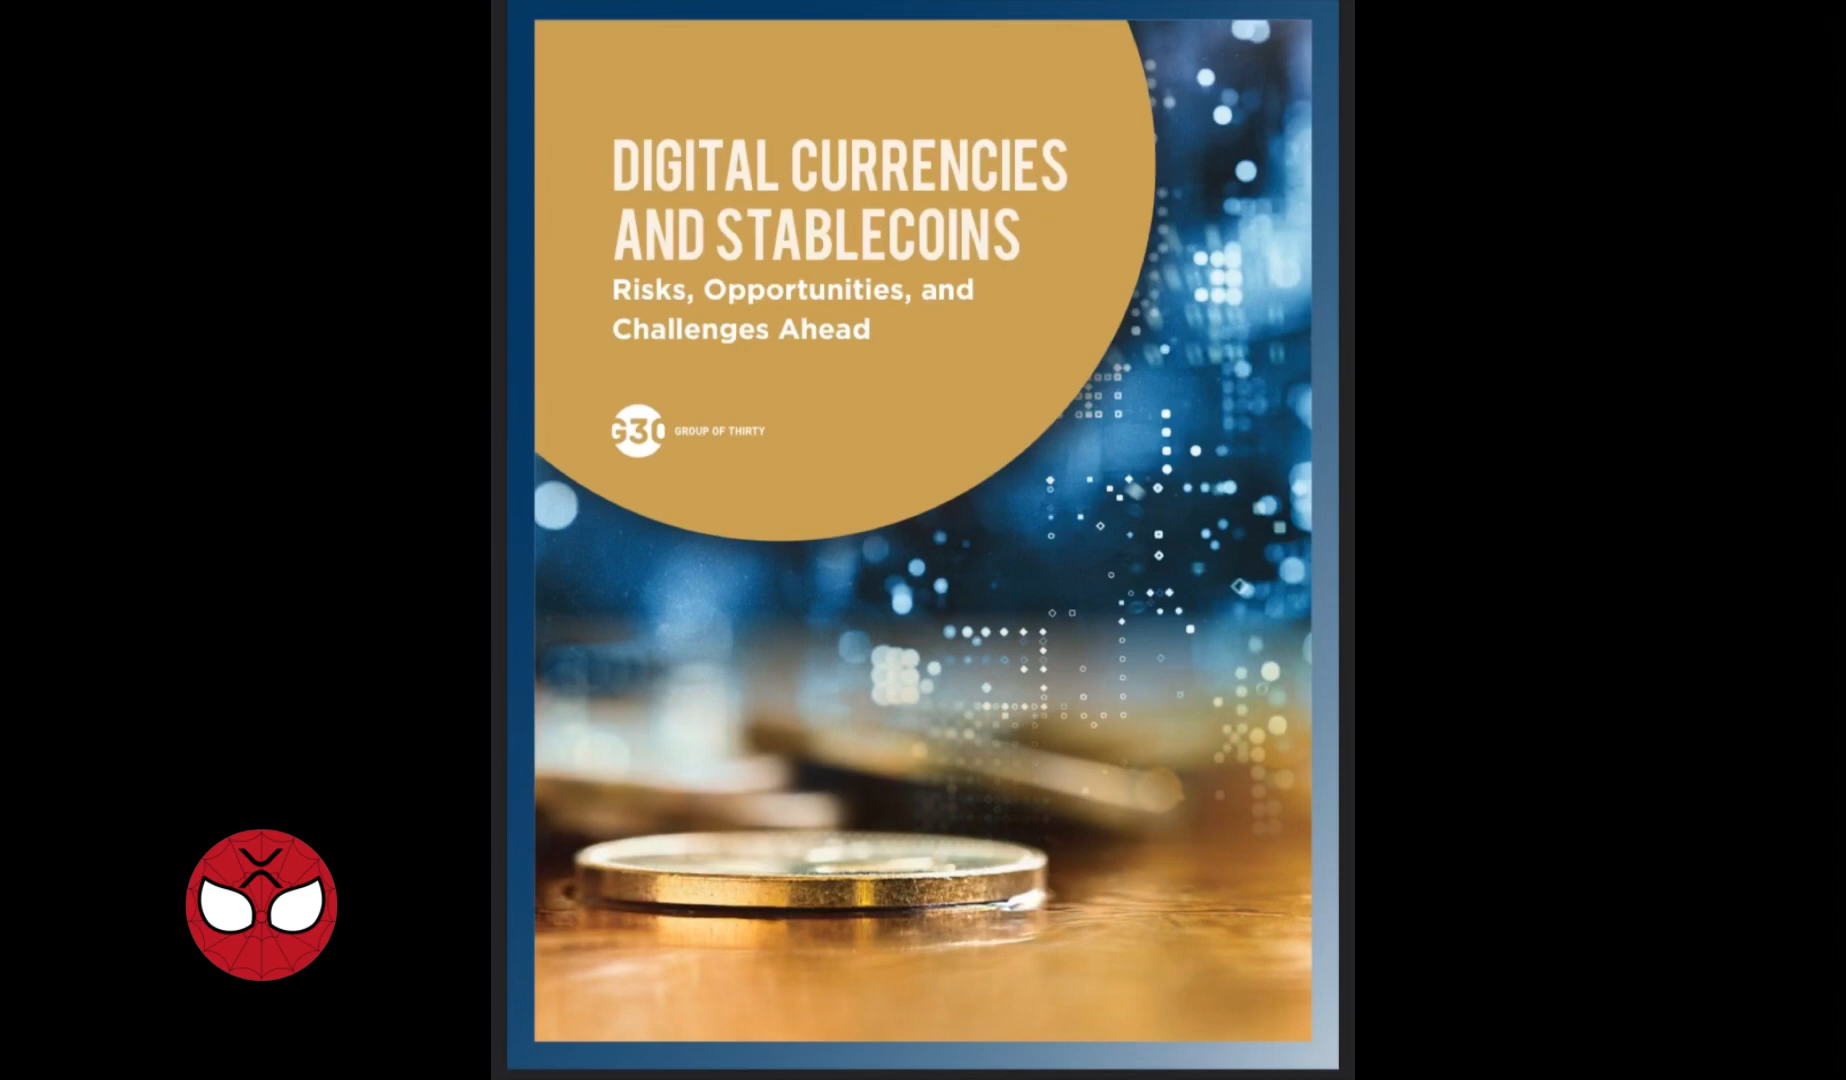 DIGITAL CURRENCIES
AND STABLECOINS
Risks, Opportunities, and
Challenges Ahead
G30 GROUP OF THIRTY